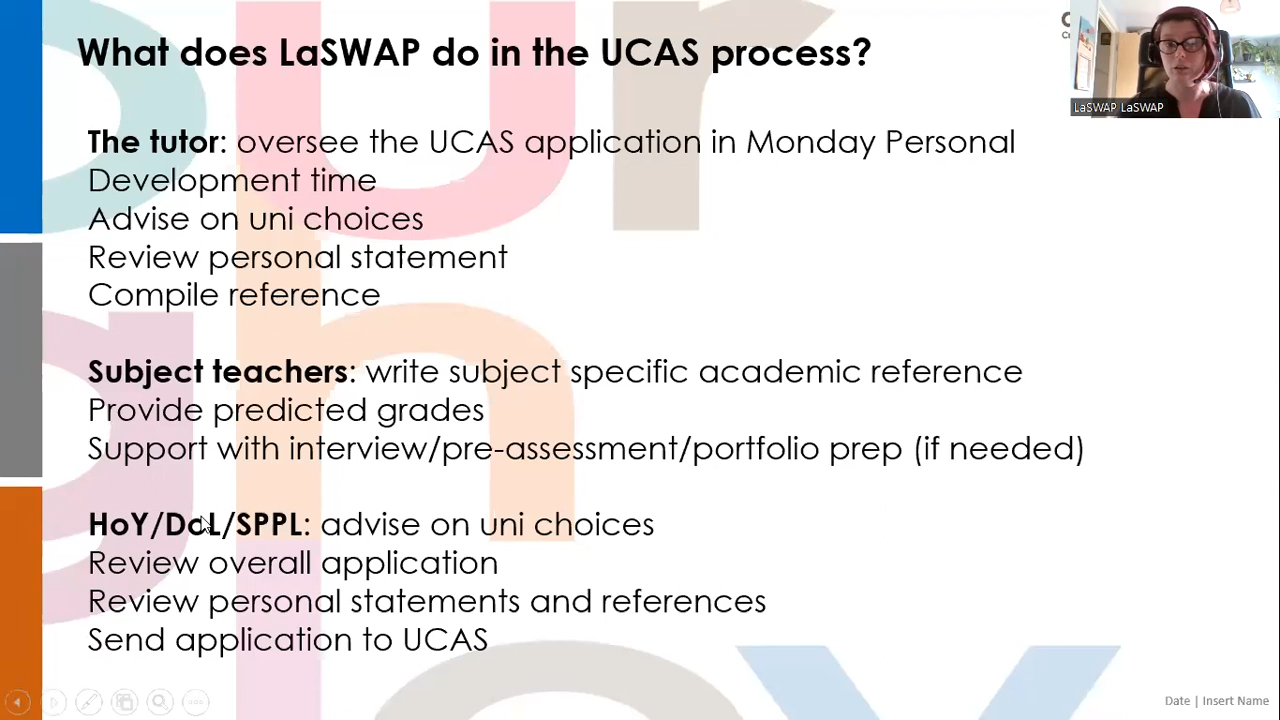 What does LaSWAP do in the UCAS process?
LaSWAP LaSWAP
The tutor: oversee the UCAS application in Monday Personal
Development time
Advise on uni choices
Review personal statement
Compile reference
Subject teachers: write subject specific academic reference
Provide predicted grades
Support with interview/pre-assessment/portfolio prep (if needed)
HoY/DoL/SPPL: advise on uni choices
Review overall application
Review personal statements and references
Send application to UCAS
Date | Insert Name